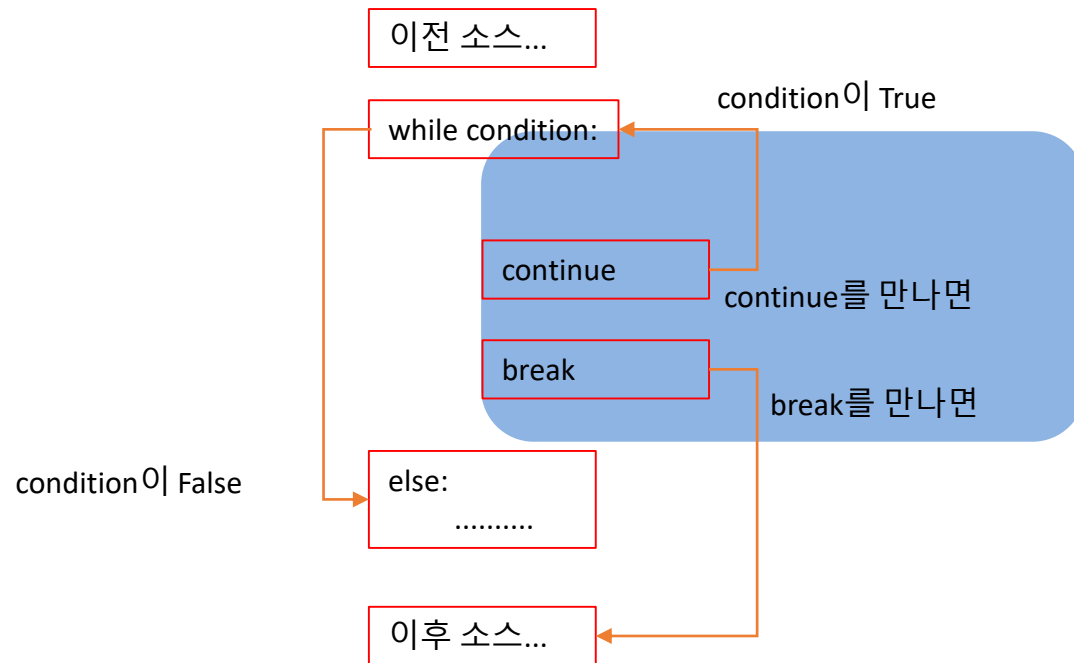 이전 소스...
condition이 True
while condition:
continue
continue를 만나면
break
break를 만나면
condition이 False
else:
..........
이후 소스...